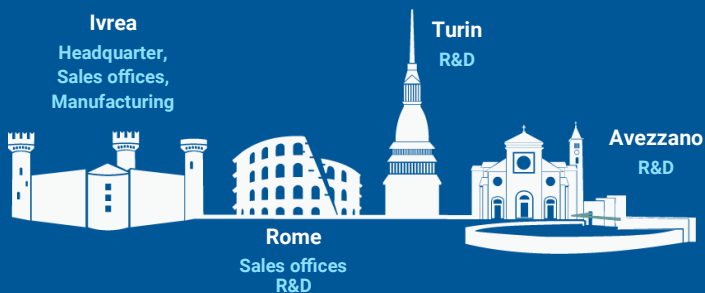 Ivrea
Headquarter,
Sales offices,
Manufacturing
Turin
R&D
Avezzano
R&D
Rome
Sales offices
R&D